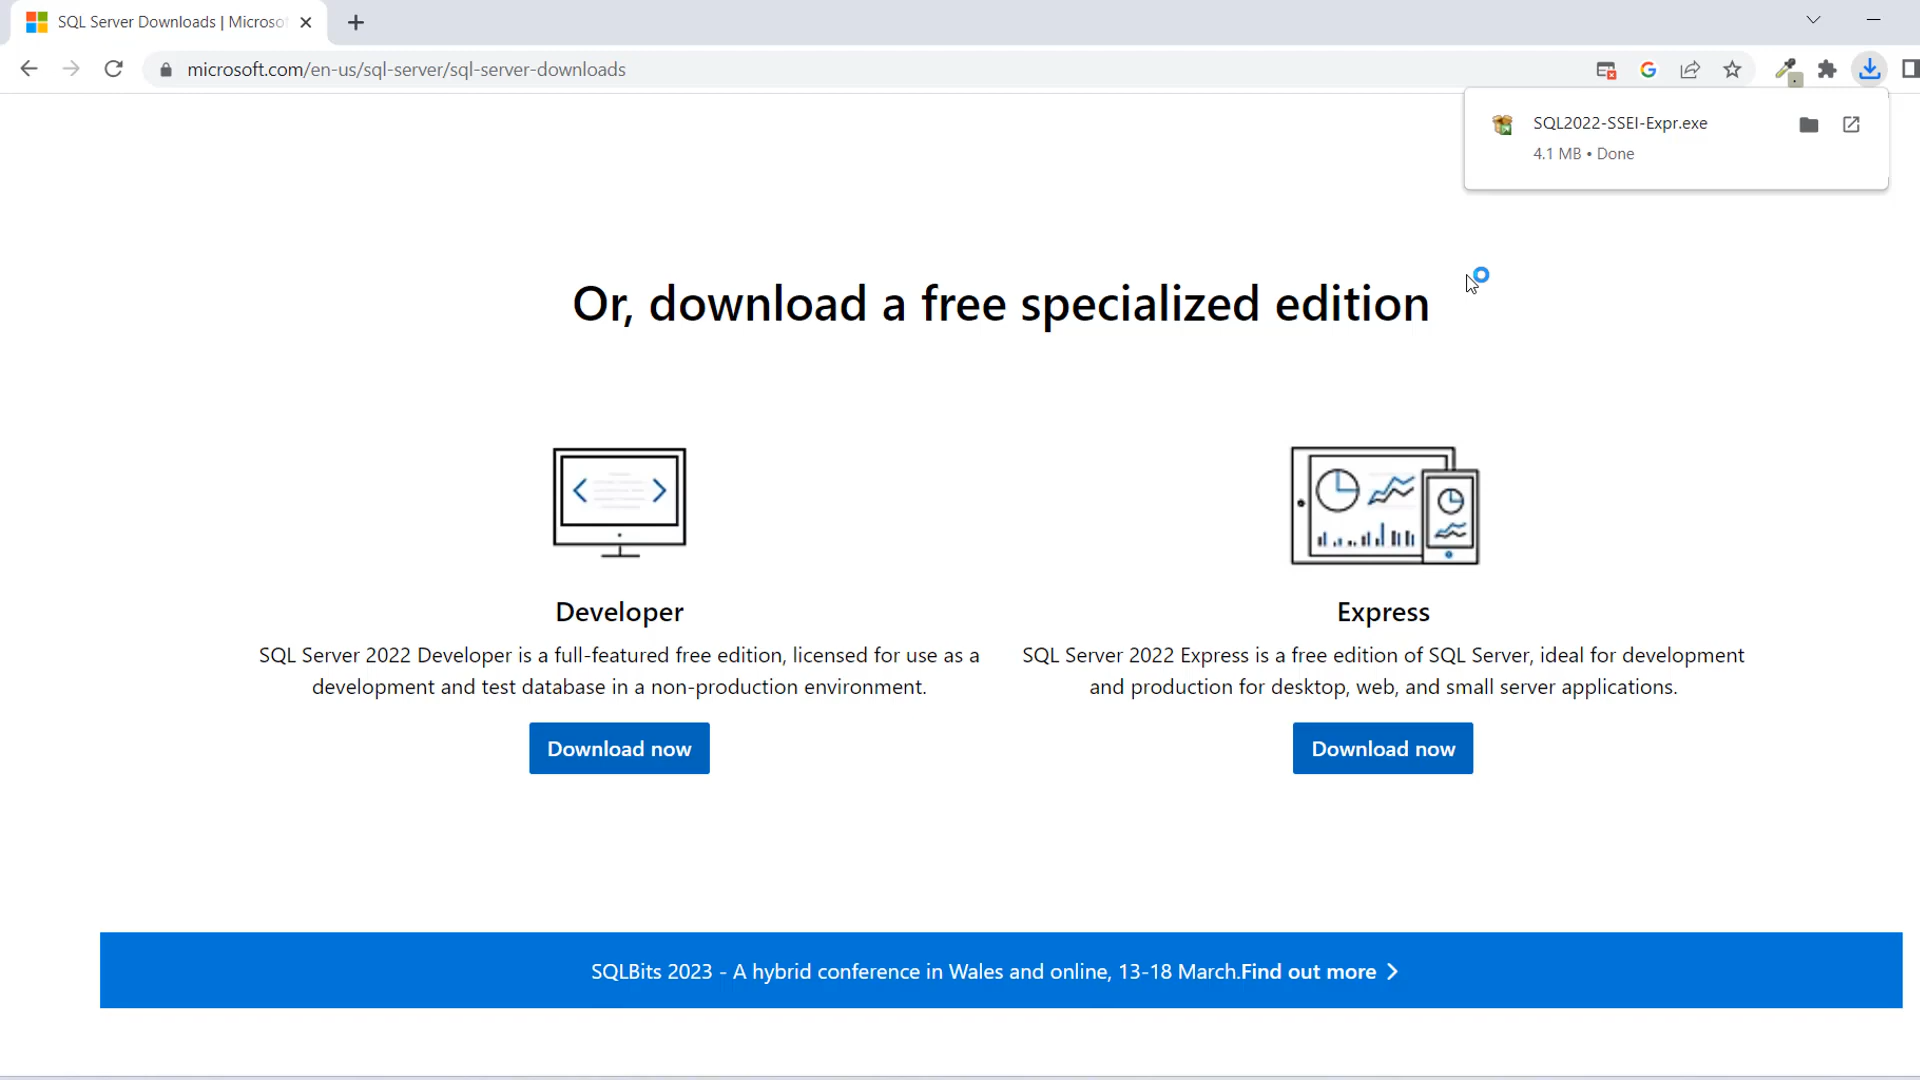 SQL Server Downloads | Microso
microsoft.com/en-us/sql-server/sql-server-downloads
SQL2022-SSEI-Expr.exe
4.1 MB • Done
Or, download a free specialized edition
Developer
SQL Server 2022 Developer is a full-featured free edition, licensed for use as a
development and test database in a non-production environment.
Download now
Express
SQL Server 2022 Express is a free edition of SQL Server, ideal for development
and production for desktop, web, and small server applications.
Download now
SQLBits 2023 - A hybrid conference in Wales and online, 13-18 March.Find out more